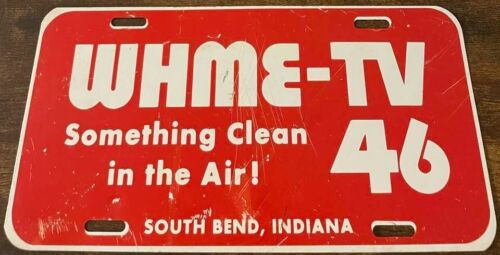 WHME-TV
Something Clean
in the Air!
46
SOUTH BEND, INDIANA